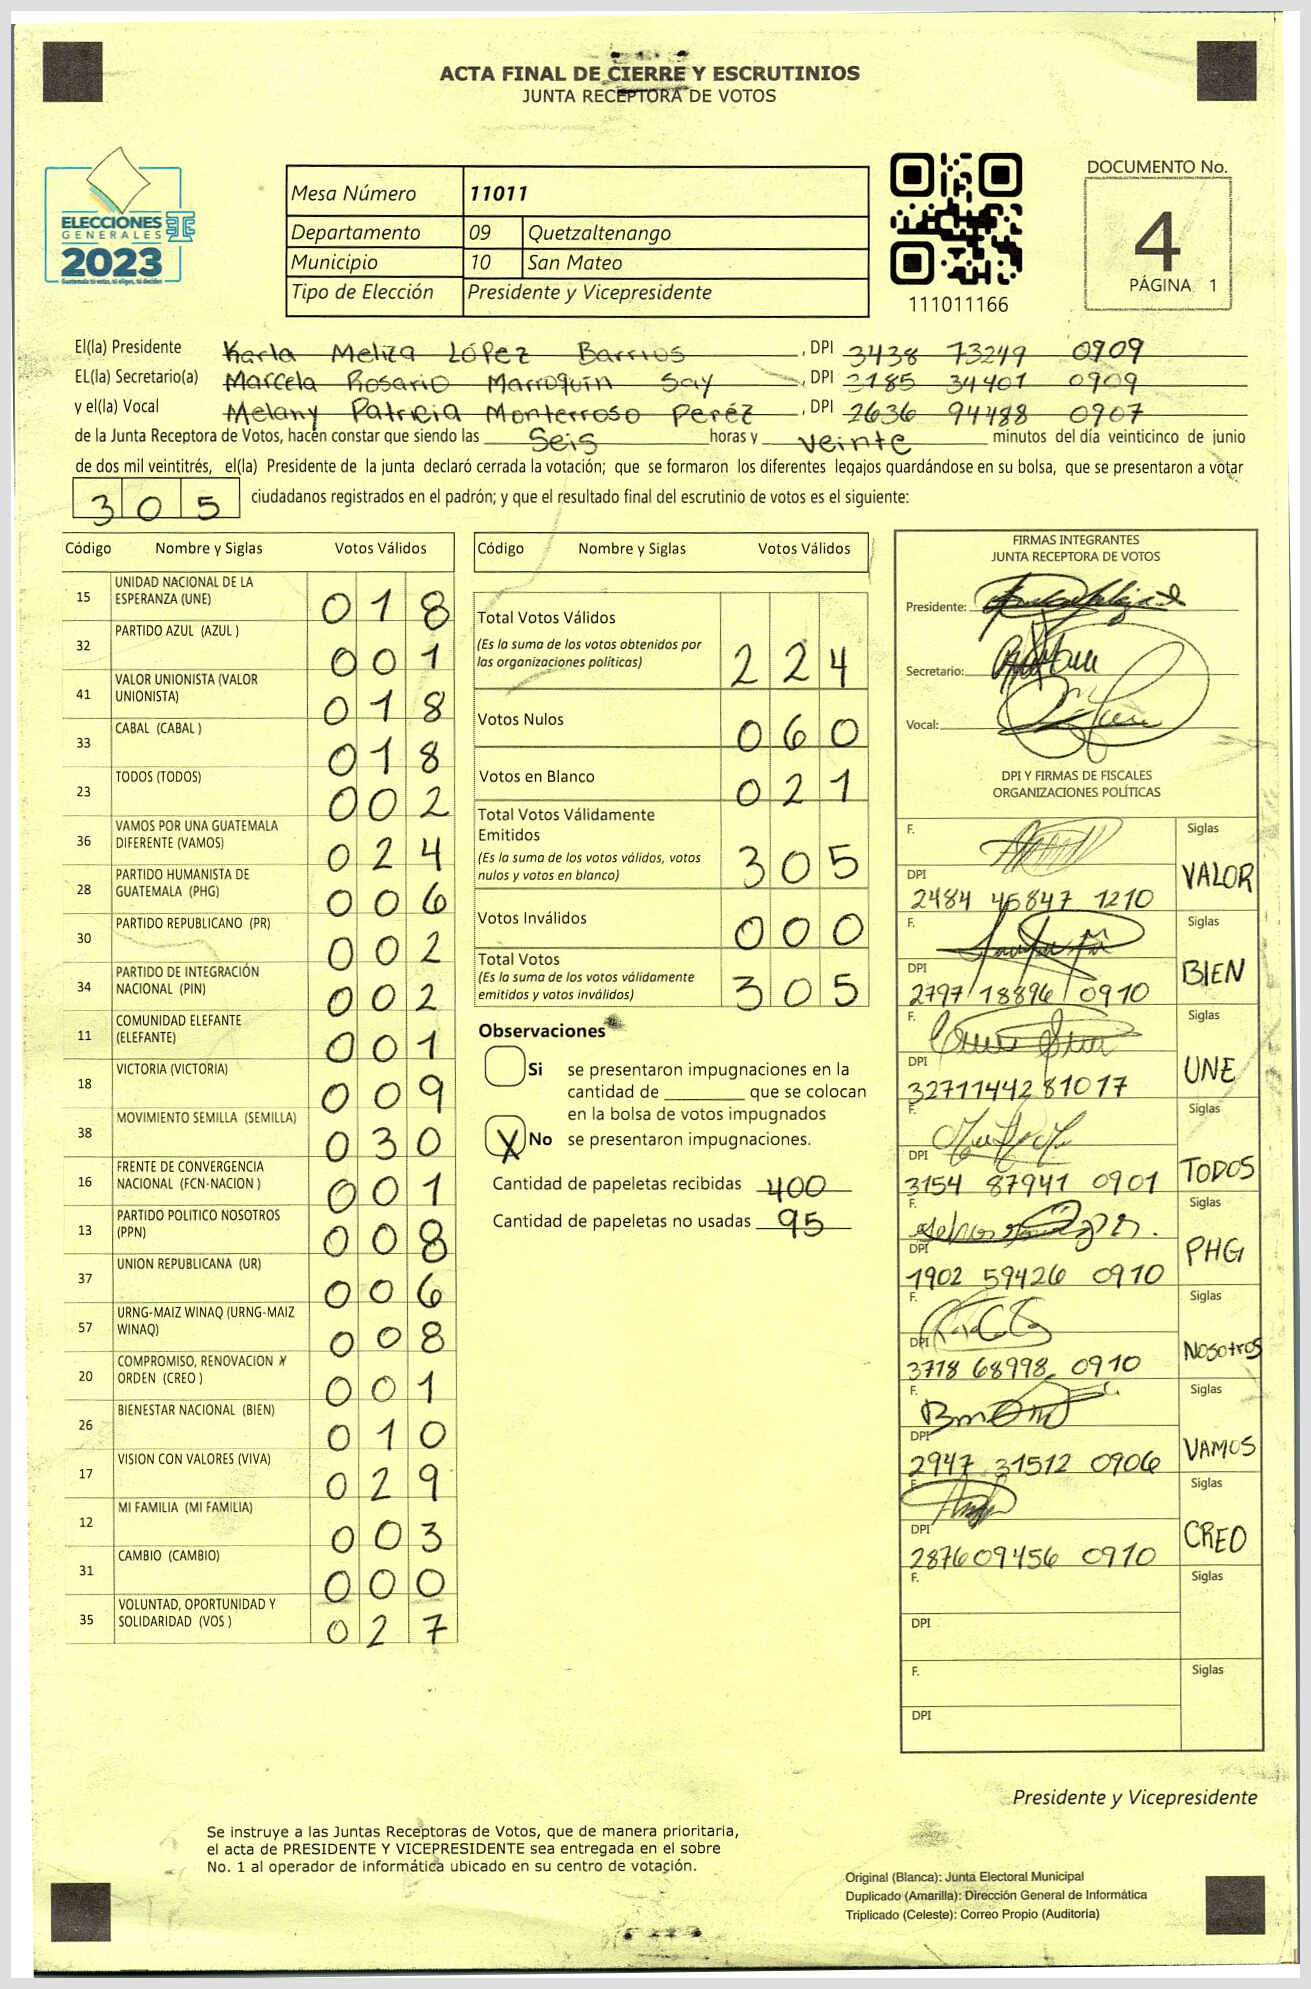 ACTA FINAL DE CIERRE Y ESCRUTINIOS
JUNTA RECEPTORA DE VOTOS
ELECCIONES
GENERALES
2023
Guatemala tú votas, tú eliges, tú decides
Mesa Número 11011
Departamento 09 Quetzaltenango
Municipio 10 San Mateo
Tipo de Elección Presidente y Vicepresidente
111011166
DOCUMENTO No.
4
PÁGINA 1
El(la) Presidente Karla Meliza López Barrios, DPI 3438 73249 0909
EL(la) Secretario(a) Marcela Rosario Marroquin Say, DPI 3185 34401 0909
y el(la) Vocal Melany Patricia Monterroso Peréz, DPI 2636 94488 0907
de la Junta Receptora de Votos, hacen constar que siendo las Seis horas y veinte minutos del día veinticinco de junio
de dos mil veintitrés, el(la) Presidente de la junta declaró cerrada la votación; que se formaron los diferentes legajos guardándose en su bolsa, que se presentaron a votar
305 ciudadanos registrados en el padrón; y que el resultado final del escrutinio de votos es el siguiente:
Código Nombre y Siglas Votos Válidos
15 UNIDAD NACIONAL DE LA ESPERANZA (UNE) 018
32 PARTIDO AZUL (AZUL ) 001
41 VALOR UNIONISTA (VALOR UNIONISTA) 018
33 CABAL (CABAL ) 018
23 TODOS (TODOS) 002
36 VAMOS POR UNA GUATEMALA DIFERENTE (VAMOS) 024
28 PARTIDO HUMANISTA DE GUATEMALA (PHG) 006
30 PARTIDO REPUBLICANO (PR) 002
34 PARTIDO DE INTEGRACIÓN NACIONAL (PIN) 002
11 COMUNIDAD ELEFANTE (ELEFANTE) 001
18 VICTORIA (VICTORIA) 009
38 MOVIMIENTO SEMILLA (SEMILLA) 030
16 FRENTE DE CONVERGENCIA NACIONAL (FCN-NACION ) 001
13 PARTIDO POLITICO NOSOTROS (PPN) 008
37 UNION REPUBLICANA (UR) 006
57 URNG-MAIZ WINAQ (URNG-MAIZ WINAQ) 008
20 COMPROMISO, RENOVACION Y ORDEN (CREO ) 001
26 BIENESTAR NACIONAL (BIEN) 010
17 VISION CON VALORES (VIVA) 029
12 MI FAMILIA (MI FAMILIA) 003
31 CAMBIO (CAMBIO) 000
35 VOLUNTAD, OPORTUNIDAD Y SOLIDARIDAD (VOS ) 027
Código Nombre y Siglas Votos Válidos
Total Votos Válidos 224
(Es la suma de los votos obtenidos por
las organizaciones políticas)
Votos Nulos 060
Votos en Blanco 021
Total Votos Válidamente
Emitidos 305
(Es la suma de los votos válidos, votos
nulos y votos en blanco)
Votos Inválidos 000
Total Votos 305
(Es la suma de los votos válidamente
emitidos y votos inválidos)
Observaciones
Si se presentaron impugnaciones en la
cantidad de ________ que se colocan
en la bolsa de votos impugnados
X No se presentaron impugnaciones.
Cantidad de papeletas recibidas 400
Cantidad de papeletas no usadas 95
FIRMAS INTEGRANTES
JUNTA RECEPTORA DE VOTOS
Presidente:
Secretario:
Vocal:
DPI Y FIRMAS DE FISCALES
ORGANIZACIONES POLÍTICAS
F. Siglas
DPI 2484 45847 1210 VALOR
F. Siglas
DPI 2797 18896 0910 BIEN
F. Siglas
DPI 3271144281017 UNE
F. Siglas
DPI 3154 87941 0901 TODOS
F. Siglas
DPI 1902 59426 0910 PHG
F. Siglas
DPI 3718 68998 0910 Nosotros
F. Siglas
DPI 2947 31512 0906 VAMOS
F. Siglas
DPI 287609456 0910 CREO
F. Siglas
DPI
F. Siglas
DPI
Presidente y Vicepresidente
Se instruye a las Juntas Receptoras de Votos, que de manera prioritaria,
el acta de PRESIDENTE Y VICEPRESIDENTE sea entregada en el sobre
No. 1 al operador de informática ubicado en su centro de votación.
Original (Blanca): Junta Electoral Municipal
Duplicado (Amarilla): Dirección General de Informática
Triplicado (Celeste): Correo Propio (Auditoría)